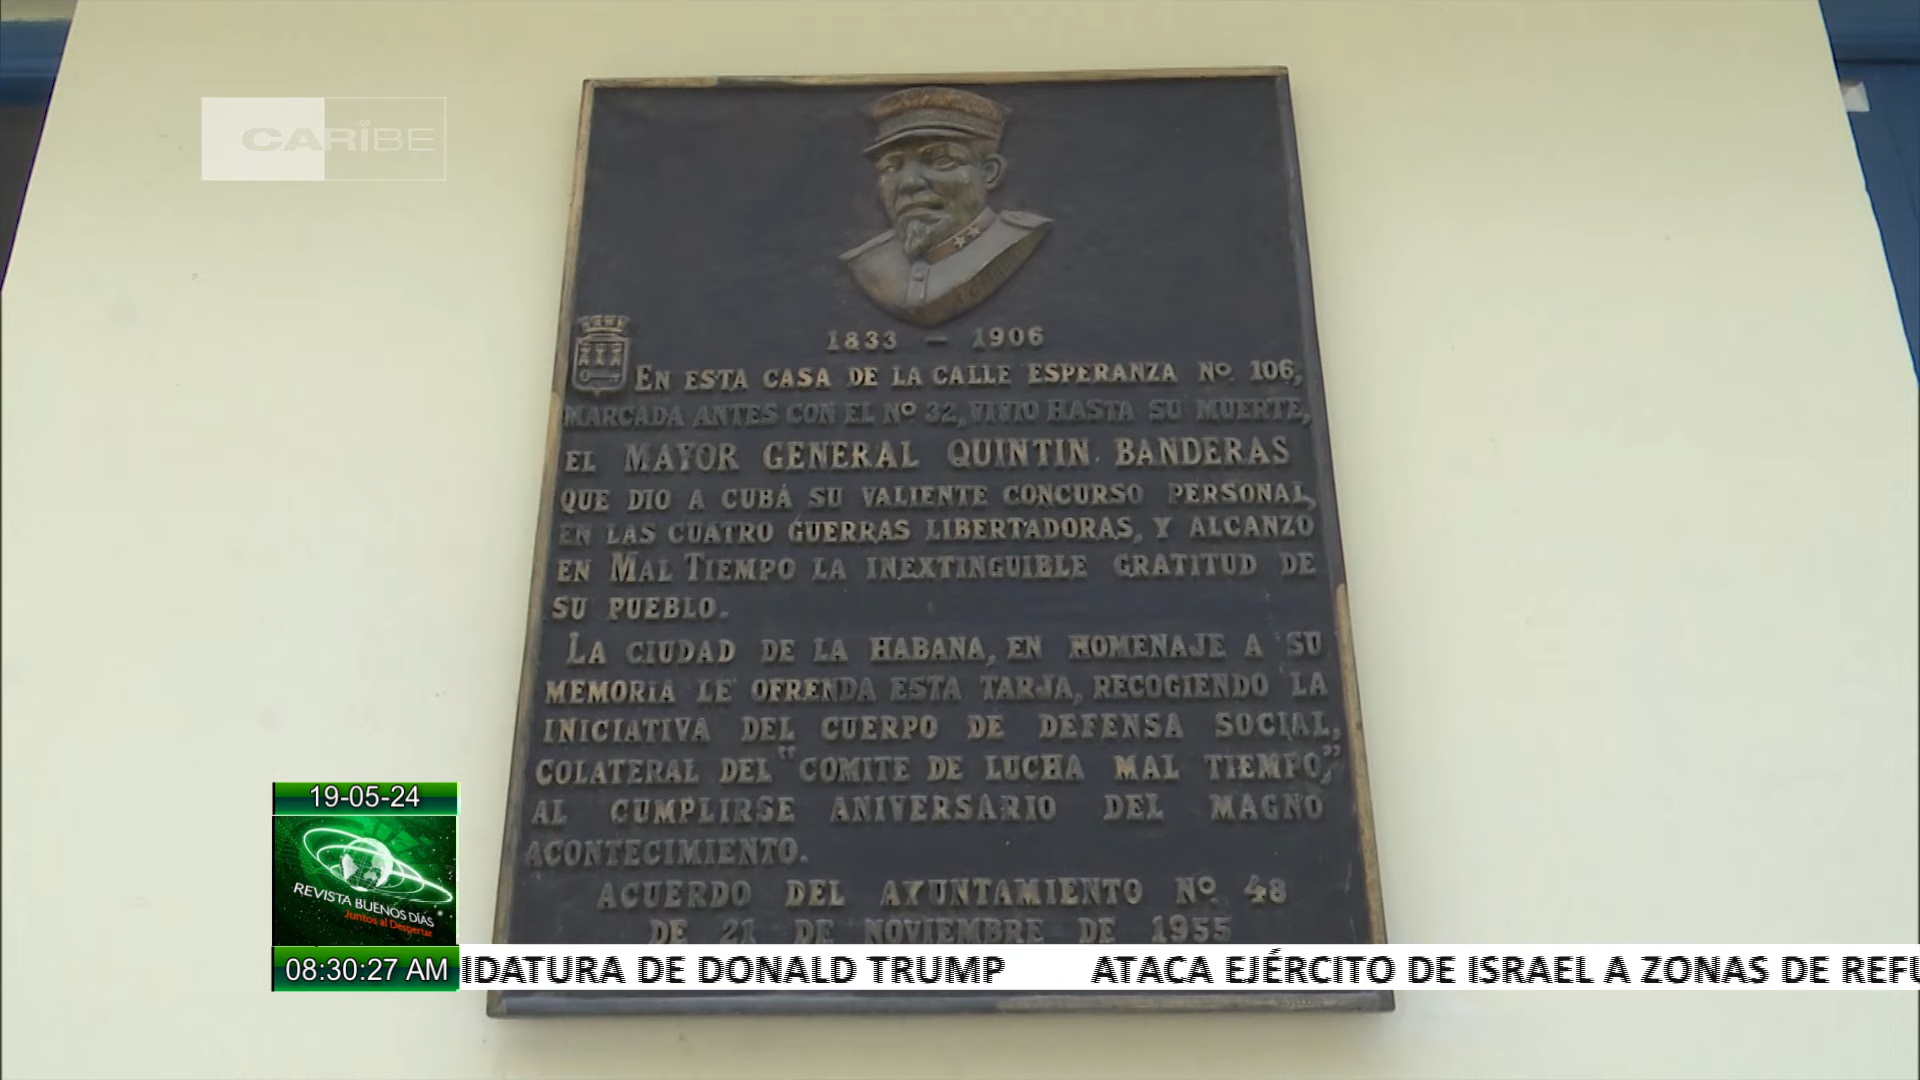 CARIBE
1833 — 1906
EN ESTA CASA DE LA CALLE ESPERANZA Nº. 106,
MARCADA ANTES CON EL Nº 32, VIVIO HASTA SU MUERTE,
EL MAYOR GENERAL QUINTIN BANDERAS
QUE DIO A CUBÁ SU VALIENTE CONCURSO PERSONAL,
EN LAS CUATRO GUERRAS LIBERTADORAS, Y ALCANZO
EN MAL TIEMPO LA INEXTINGUIBLE GRATITUD DE
SU PUEBLO.
LA CIUDAD DE LA HABANA, EN HOMENAJE A SU
MEMORIA LE OFRENDA ESTA TARJA, RECOGIENDO LA
INICIATIVA DEL CUERPO DE DEFENSA SOCIAL,
COLATERAL DEL "COMITE DE LUCHA MAL TIEMPO,"
AL CUMPLIRSE ANIVERSARIO DEL MAGNO
ACONTECIMIENTO.
ACUERDO DEL AYUNTAMIENTO Nº. 48
DE 21 DE NOVIEMBRE DE 1955
19-05-24
REVISTA BUENOS DÍAS
Juntos al Despertar
08:30:27 AM
IDATURA DE DONALD TRUMP ATACA EJÉRCITO DE ISRAEL A ZONAS DE REFU